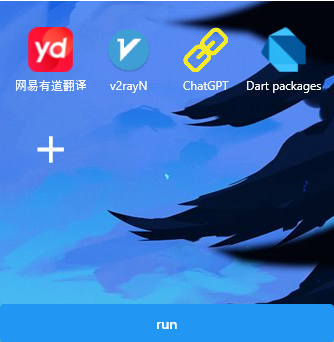 yd
网易有道翻译
v2rayN
ChatGPT
Dart packages
run